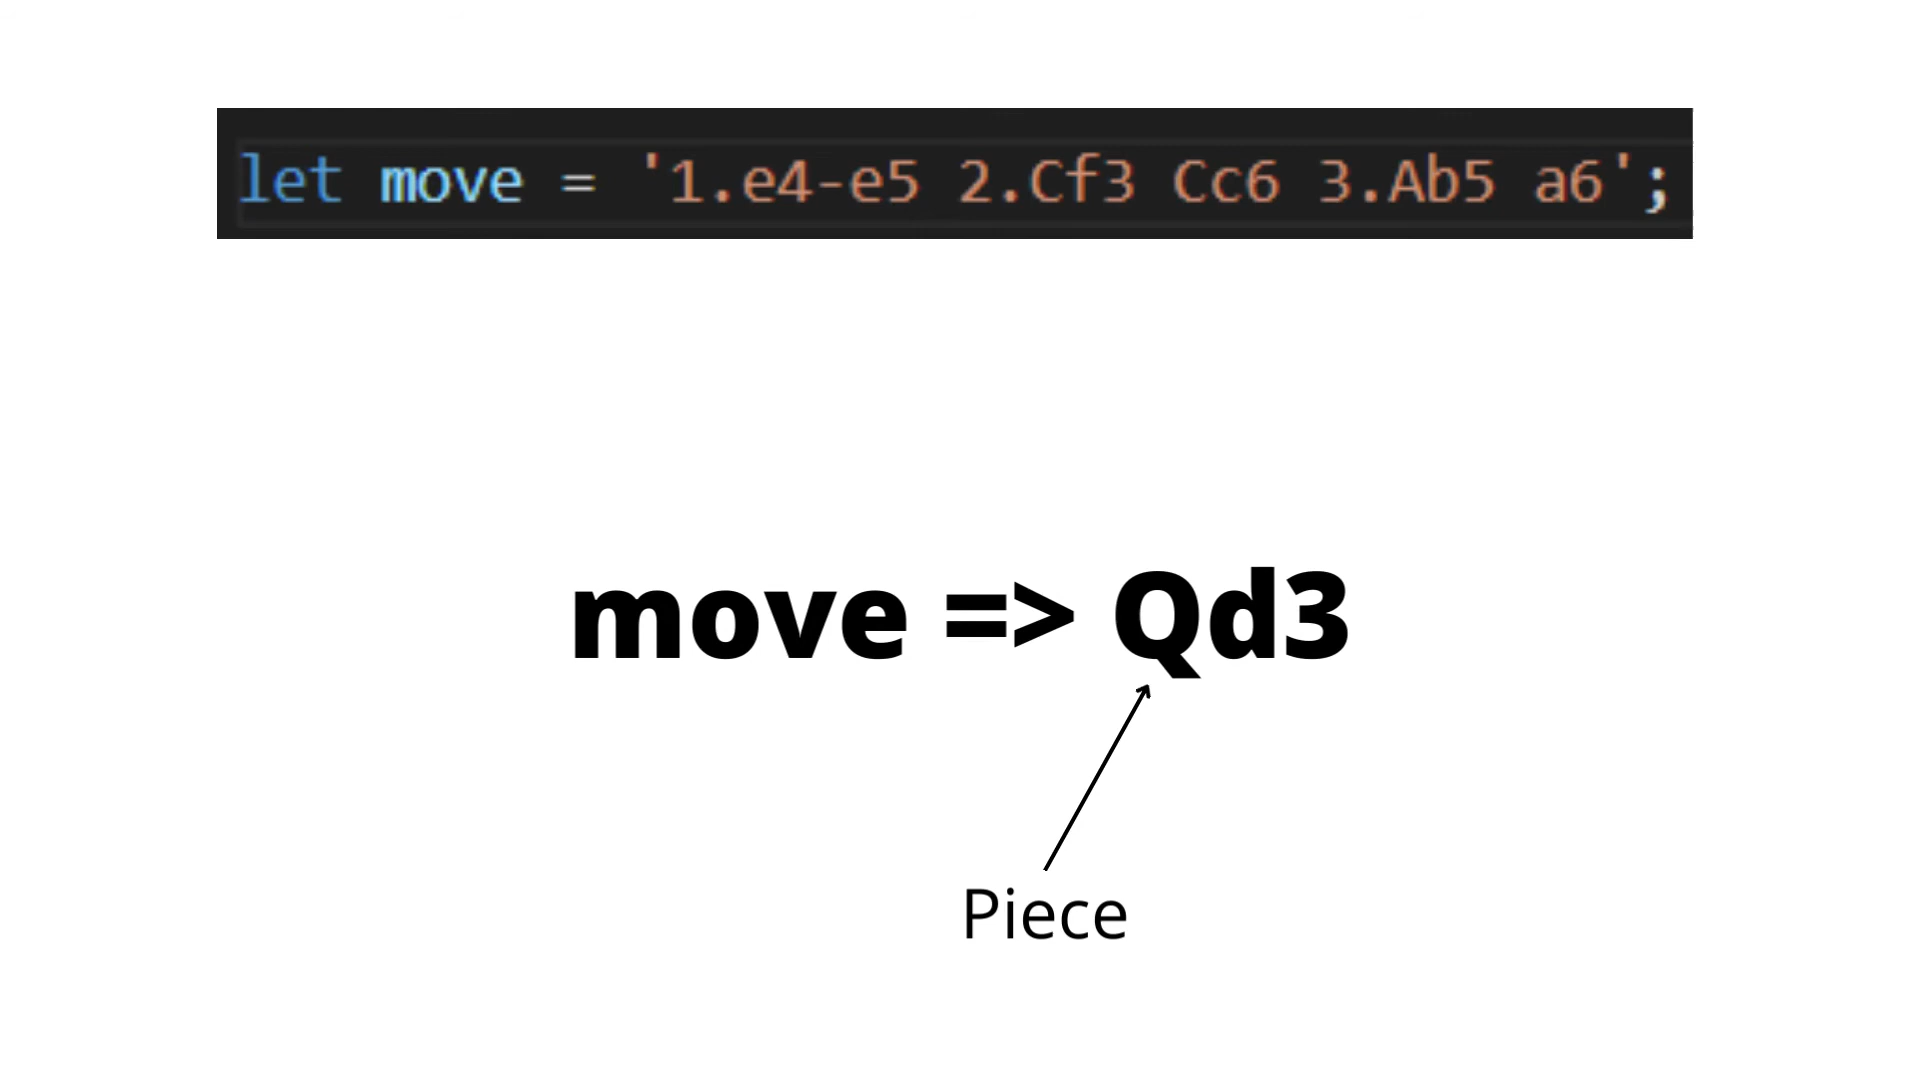 let move = '1.e4-e5 2.Cf3 Cc6 3.Ab5 a6';
move => Qd3
Piece